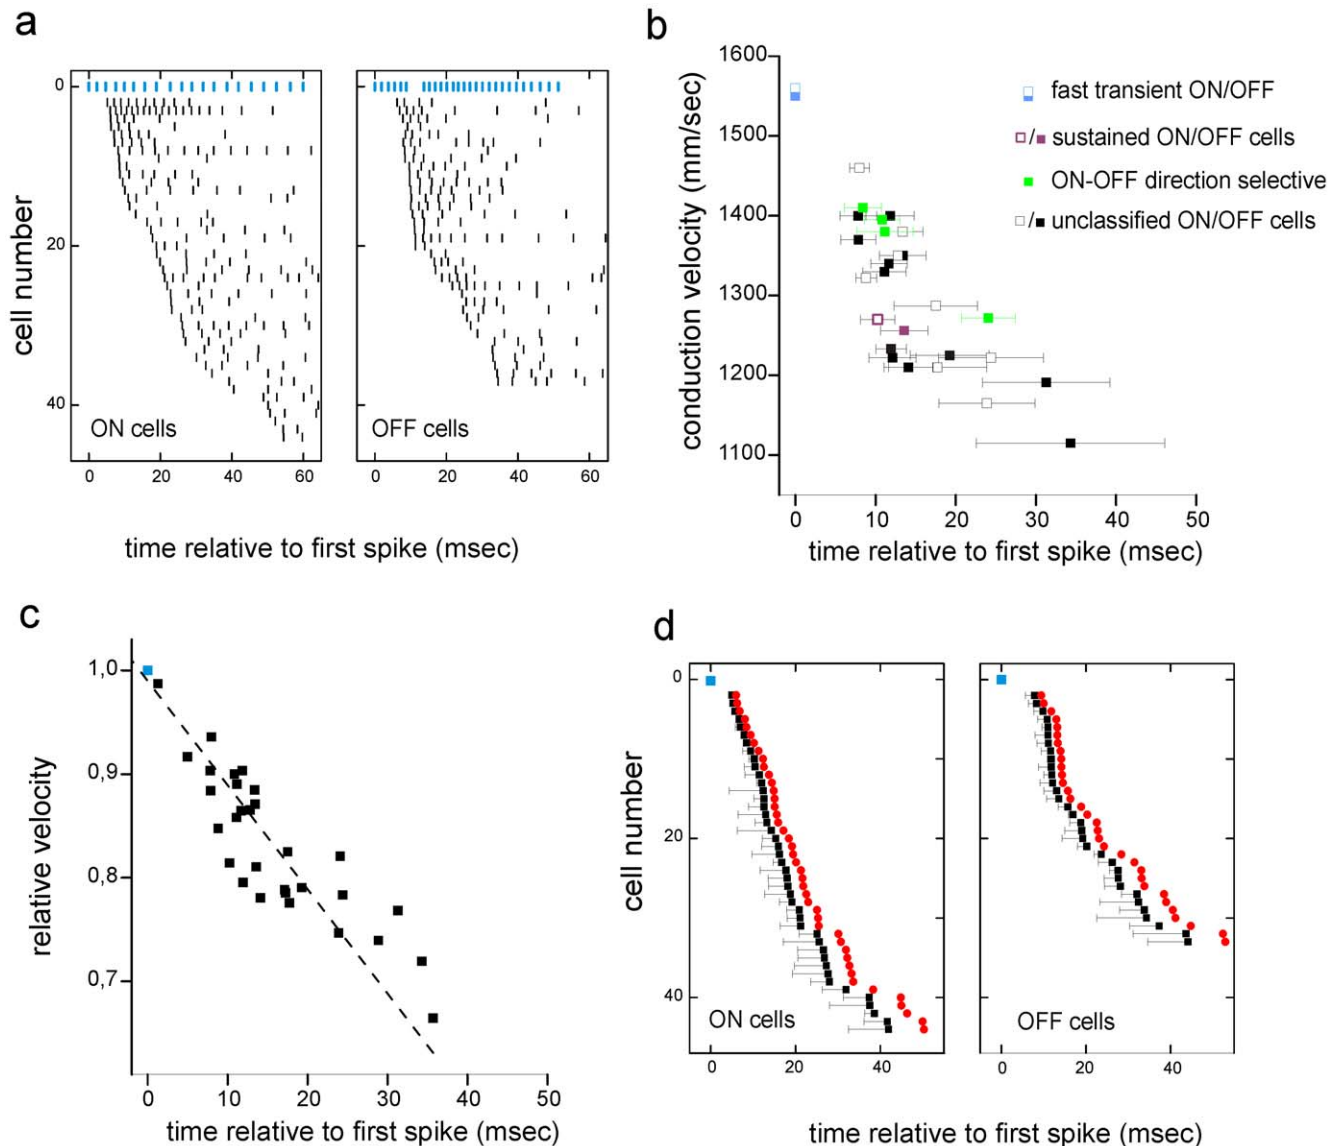 a
0
20
40
cell number
ON cells
OFF cells
0 20 40 60
0 20 40 60
time relative to first spike (msec)
b
1600
1500
1400
1300
1200
1100
conduction velocity (mm/sec)
fast transient ON/OFF
/ sustained ON/OFF cells
ON-OFF direction selective
/ unclassified ON/OFF cells
0 10 20 30 40 50
time relative to first spike (msec)
c
1,0
0,9
0,8
0,7
relative velocity
0 10 20 30 40 50
time relative to first spike (msec)
d
0
20
40
cell number
ON cells
OFF cells
0 20 40
0 20 40
time relative to first spike (msec)